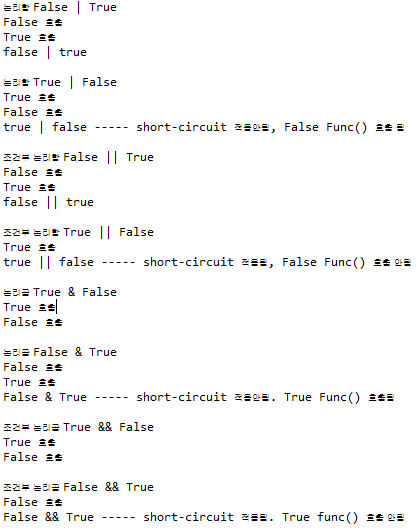 논리합 False | True
False 호출
True 호출
false | true
논리합 True | False
True 호출
False 호출
true | false ----- short-circuit 적용안됨, False Func() 호출 됨
조건부 논리합 False || True
False 호출
True 호출
false || true
조건부 논리합 True || False
True 호출
true || false ----- short-circuit 적용됨, False Func() 호출 안됨
논리곱 True & False
True 호출
False 호출
논리곱 False & True
False 호출
True 호출
False & True ----- short-circuit 적용안됨. True Func() 호출됨
조건부 논리곱 True && False
True 호출
False 호출
조건부 논리곱 False && True
False 호출
False && True ----- short-circuit 적용됨. True func() 호출 안됨